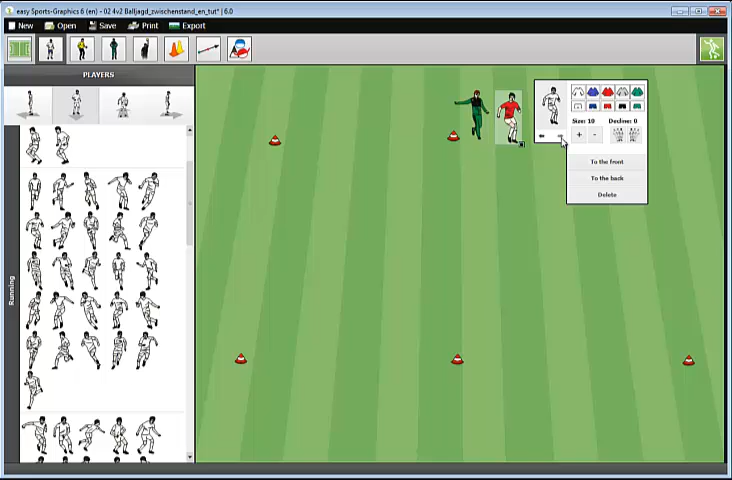 easy Sports-Graphics 6 (en) - 02 4v2 Balljagd_zwischenstand_en_tut* | 6.0
New Open Save Print Export
PLAYERS
Running
Size: 10 Decline: 0
+ -
To the front
To the back
Delete